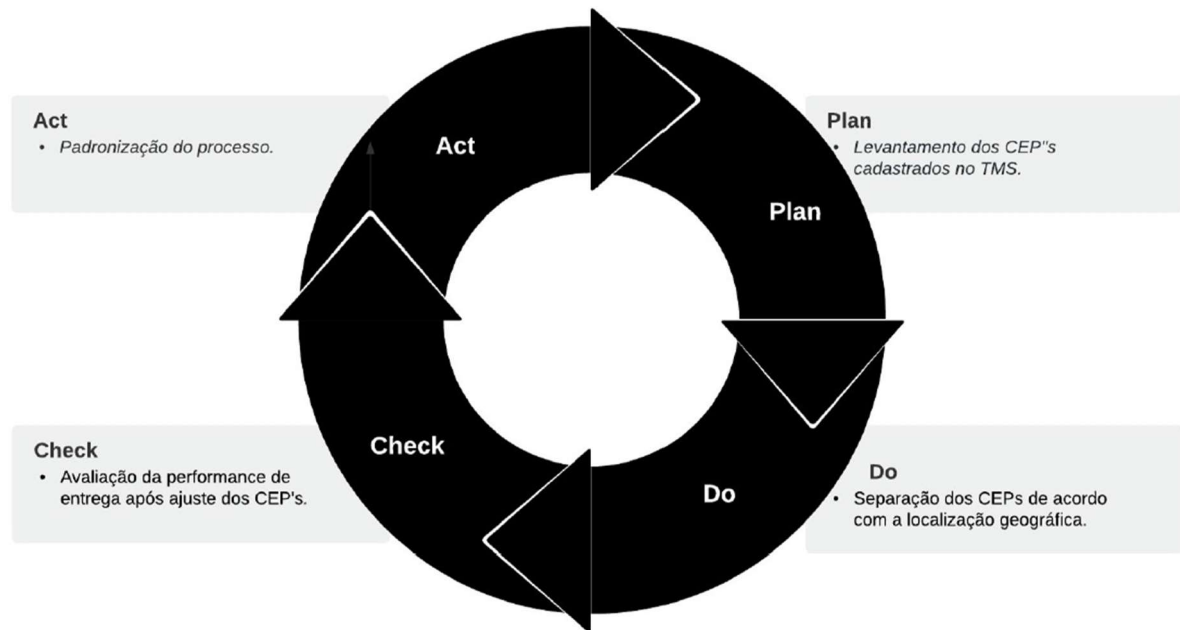 Act
• Padronização do processo.
Plan
• Levantamento dos CEP"s
cadastrados no TMS.
Act
Plan
Check
Do
Check
• Avaliação da performance de
entrega após ajuste dos CEP's.
Do
• Separação dos CEPs de acordo
com a localização geográfica.